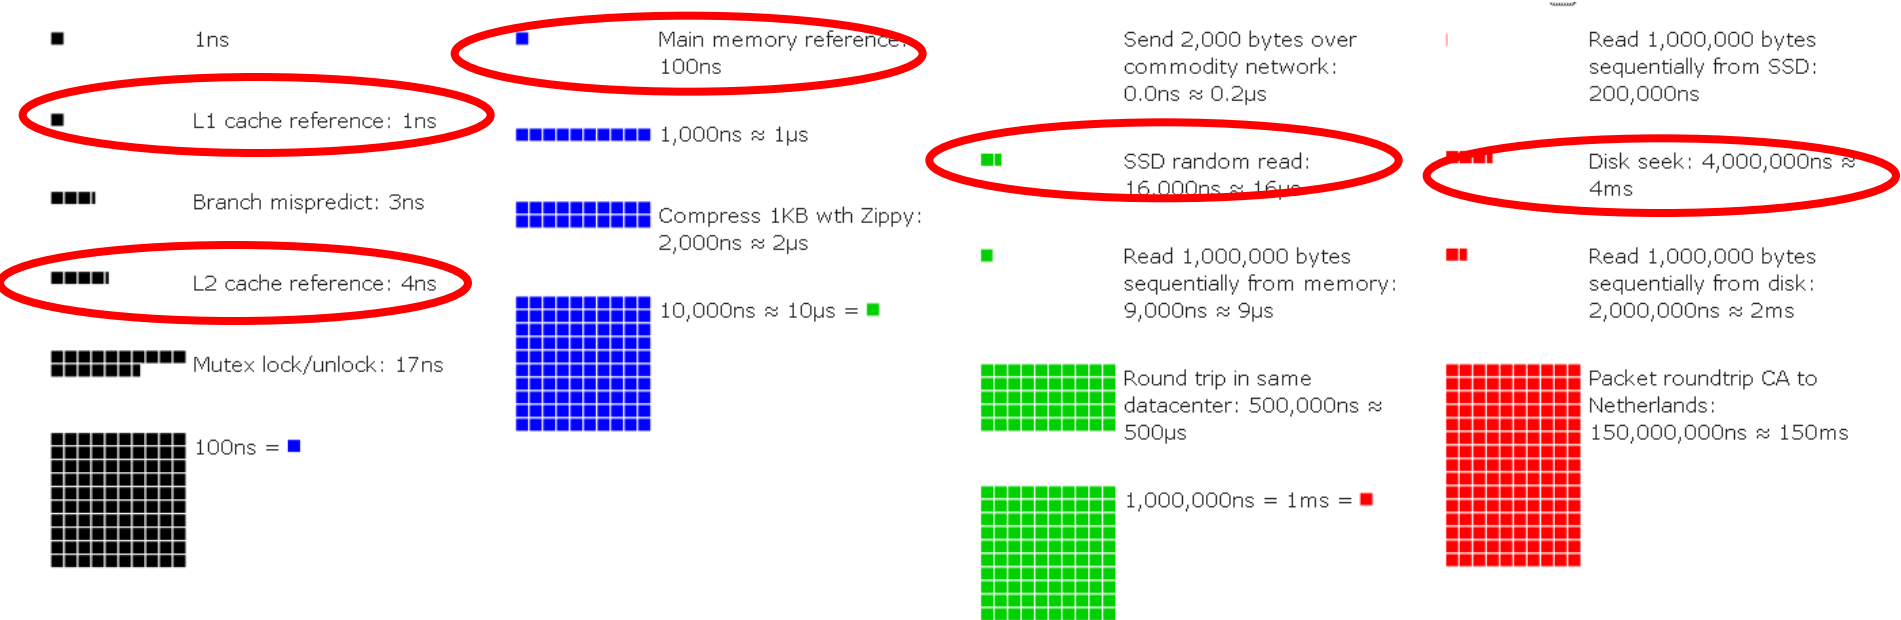 1ns
L1 cache reference: 1ns
Branch mispredict: 3ns
L2 cache reference: 4ns
Mutex lock/unlock: 17ns
100ns =
Main memory reference:
100ns
1,000ns ≈ 1μs
Compress 1KB wth Zippy:
2,000ns ≈ 2μs
10,000ns ≈ 10μs =
Send 2,000 bytes over
commodity network:
0.0ns ≈ 0.2μs
SSD random read:
16,000ns ≈ 16μs
Read 1,000,000 bytes
sequentially from memory:
9,000ns ≈ 9μs
Round trip in same
datacenter: 500,000ns ≈
500μs
1,000,000ns = 1ms =
Read 1,000,000 bytes
sequentially from SSD:
200,000ns
Disk seek: 4,000,000ns ≈
4ms
Read 1,000,000 bytes
sequentially from disk:
2,000,000ns ≈ 2ms
Packet roundtrip CA to
Netherlands:
150,000,000ns ≈ 150ms